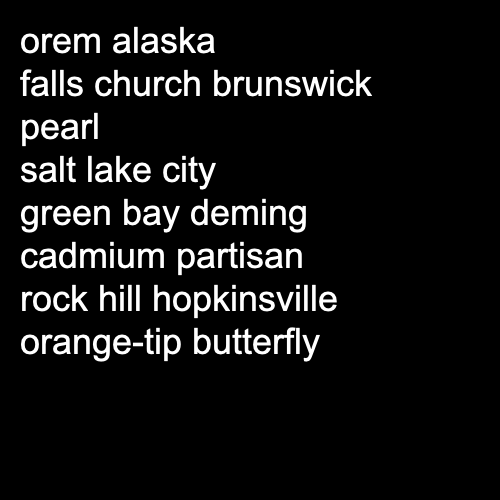 orem alaska
falls church brunswick
pearl
salt lake city
green bay deming
cadmium partisan
rock hill hopkinsville
orange-tip butterfly